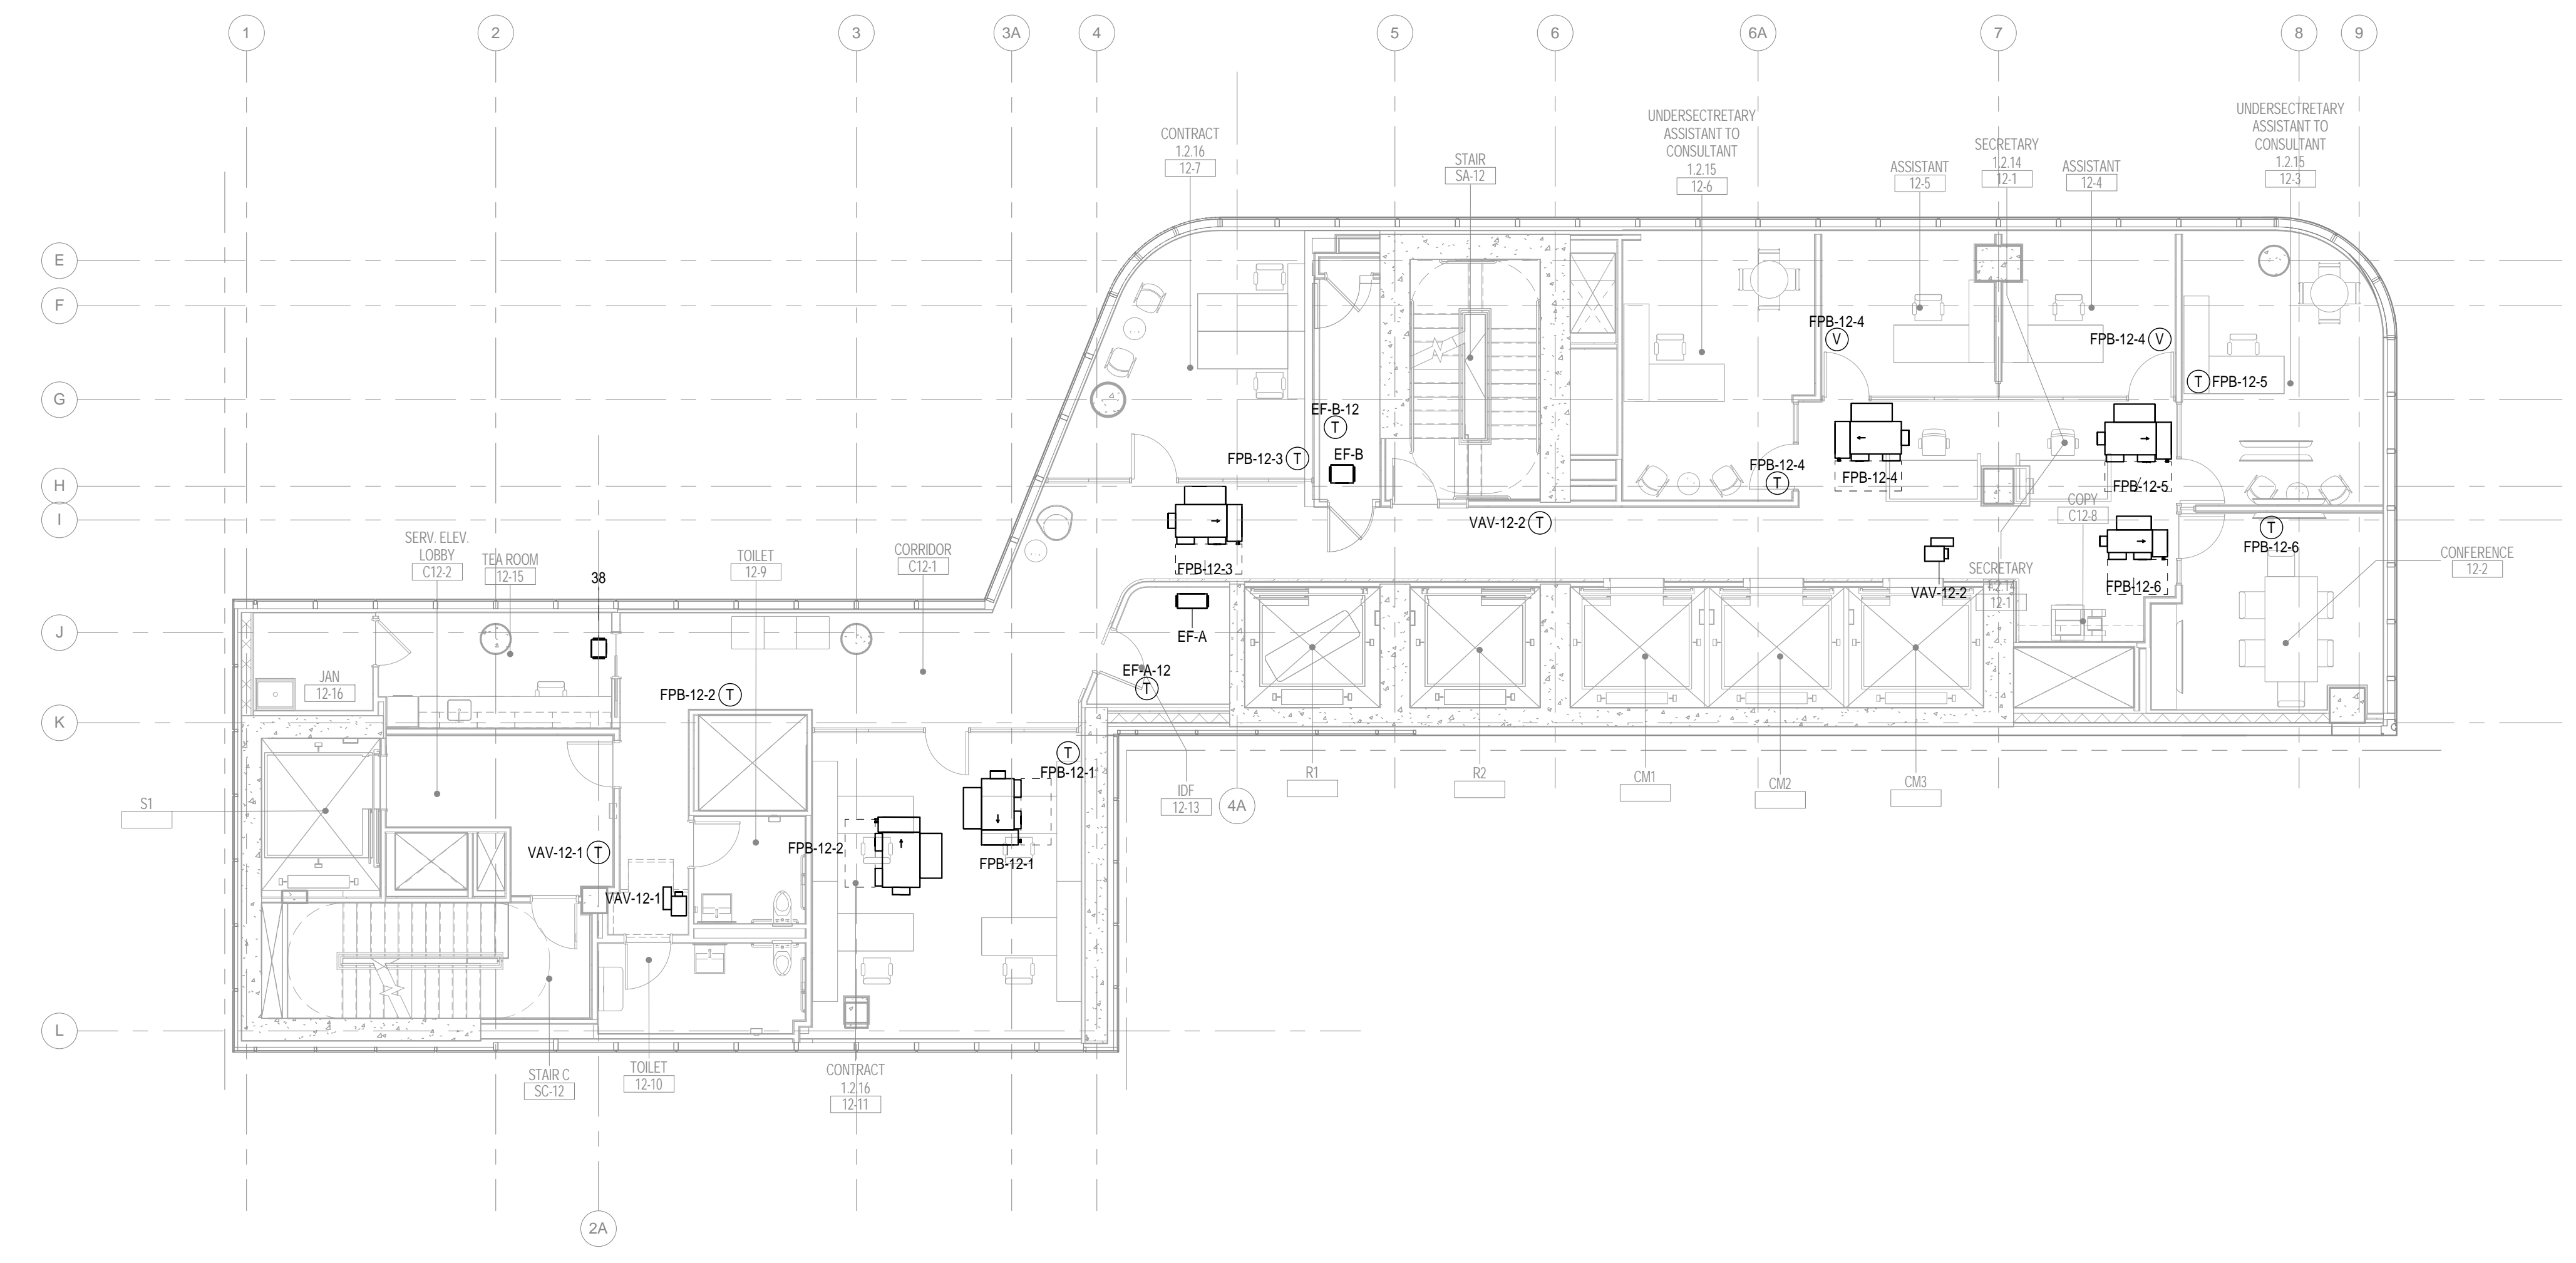 1
2
3
3A
4
5
6
6A
7
8
9
UNDERSECTRETARY
ASSISTANT TO
CONSULTANT
1.2.15
12-3
UNDERSECTRETARY
ASSISTANT TO
CONSULTANT
1.2.15
12-6
CONTRACT
1.2.16
12-7
STAIR
SA-12
SECRETARY
1.2.14
12-1
ASSISTANT
12-5
ASSISTANT
12-4
E
F
G
H
I
J
K
L
FPB-12-4
V
FPB-12-4
V
T
FPB-12-5
EF-B-12
T
FPB-12-3
T
EF-B
FPB-12-4
T
FPB-12-4
FPB-12-5
COPY
C12-8
VAV-12-2
T
T
FPB-12-6
FPB-12-3
SERV. ELEV.
LOBBY
C12-2
TEA ROOM
12-15
TOILET
12-9
CORRIDOR
C12-1
38
CONFERENCE
12-2
SECRETARY
1.2.14
12-1
VAV-12-2
FPB-12-6
EF-A
EF-A-12
T
JAN
12-16
FPB-12-2
T
T
FPB-12-1
S1
R1
R2
CM1
CM2
CM3
IDF
12-13
4A
VAV-12-1
T
FPB-12-2
FPB-12-1
VAV-12-1
STAIR C
SC-12
TOILET
12-10
CONTRACT
1.2.16
12-11
2A